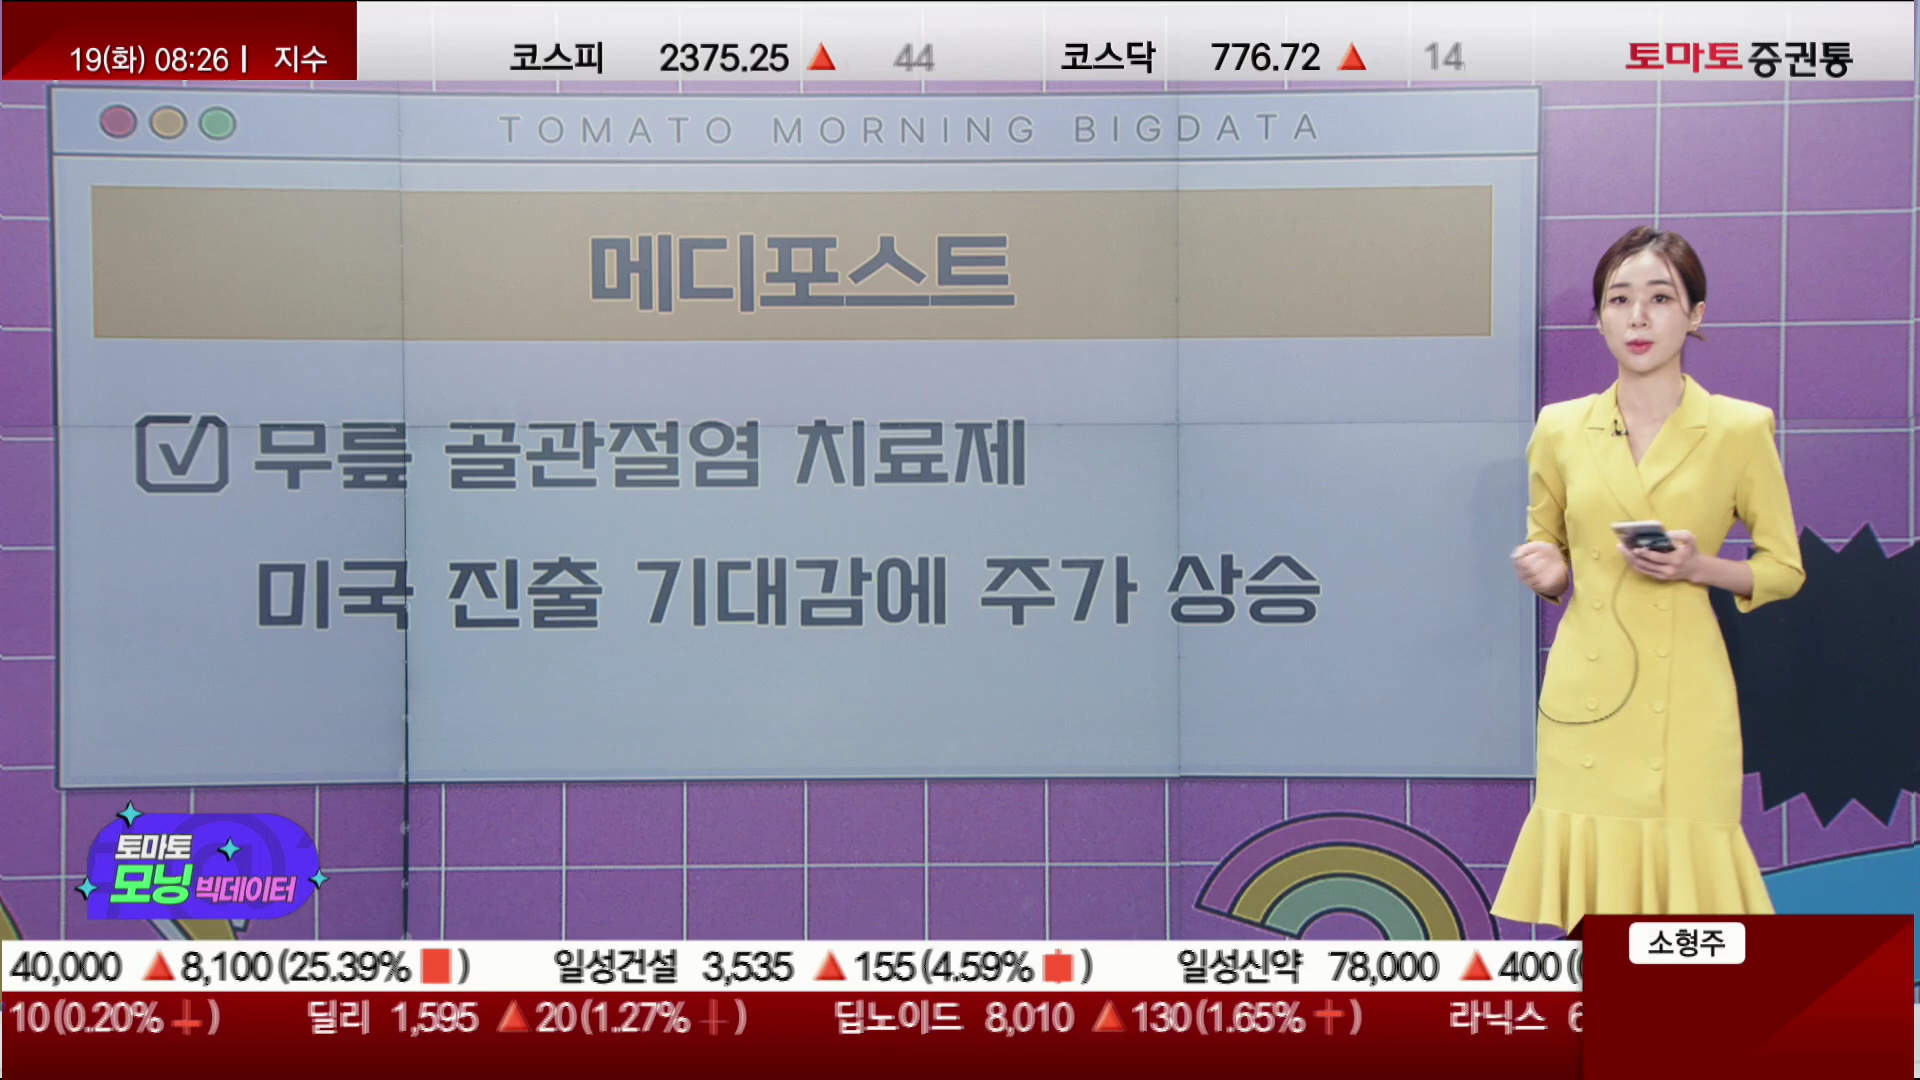 19(화) 08:26 | 지수 코스피 2375.25 ▲ 44 코스닥 776.72 ▲ 14 토마토증권통
TOMATO MORNING BIGDATA
메디포스트
무릎 골관절염 치료제
미국 진출 기대감에 주가 상승
토마토
모닝 빅데이터
소형주
40,000 ▲8,100(25.39% ) 일성건설 3,535 ▲155(4.59% ) 일성신약 78,000 ▲400
10(0.20% ) 딜리 1,595 ▲20(1.27% ) 딥노이드 8,010 ▲130(1.65% ) 라닉스